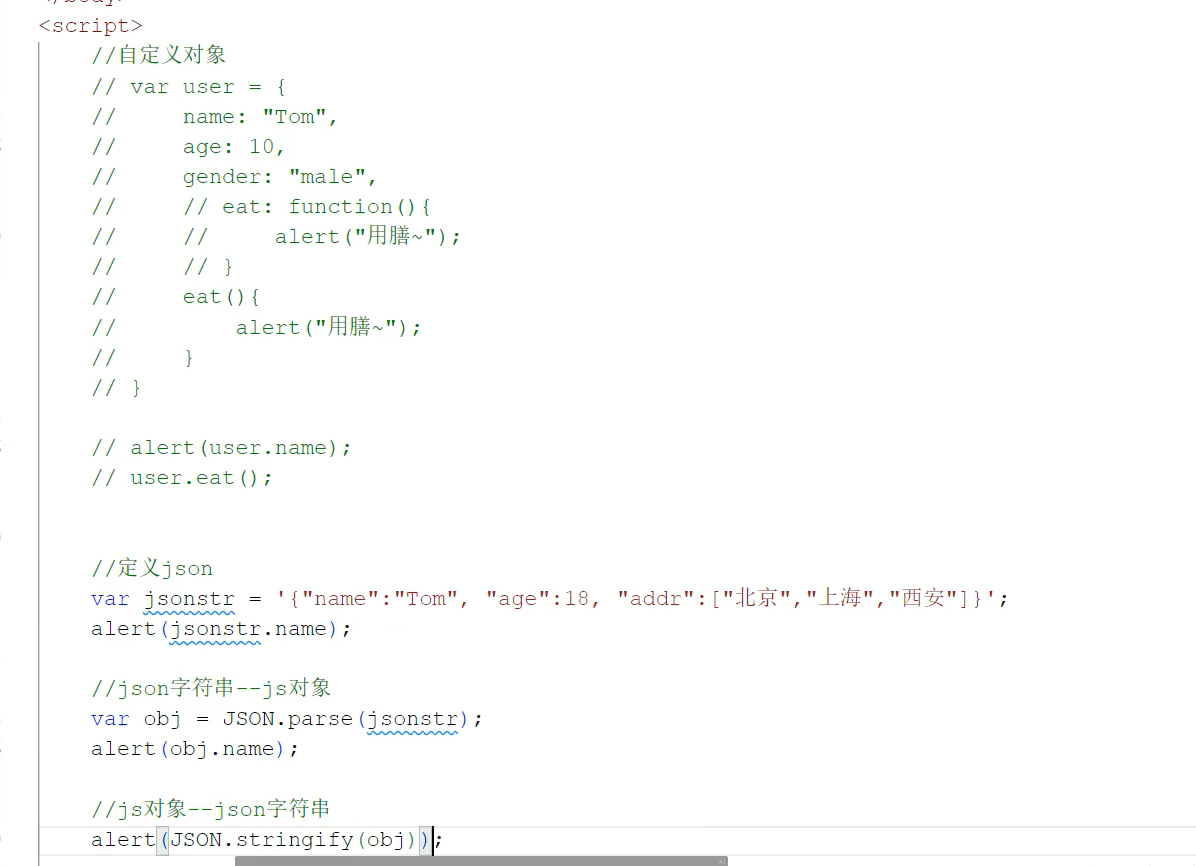 <script>
//自定义对象
// var user = {
//     name: "Tom",
//     age: 10,
//     gender: "male",
//     // eat: function(){
//     //     alert("用膳~");
//     // }
//     eat(){
//         alert("用膳~");
//     }
// }
// alert(user.name);
// user.eat();
//定义json
var jsonstr = '{"name":"Tom", "age":18, "addr":["北京","上海","西安"]}';
alert(jsonstr.name);
//json字符串--js对象
var obj = JSON.parse(jsonstr);
alert(obj.name);
//js对象--json字符串
alert(JSON.stringify(obj));